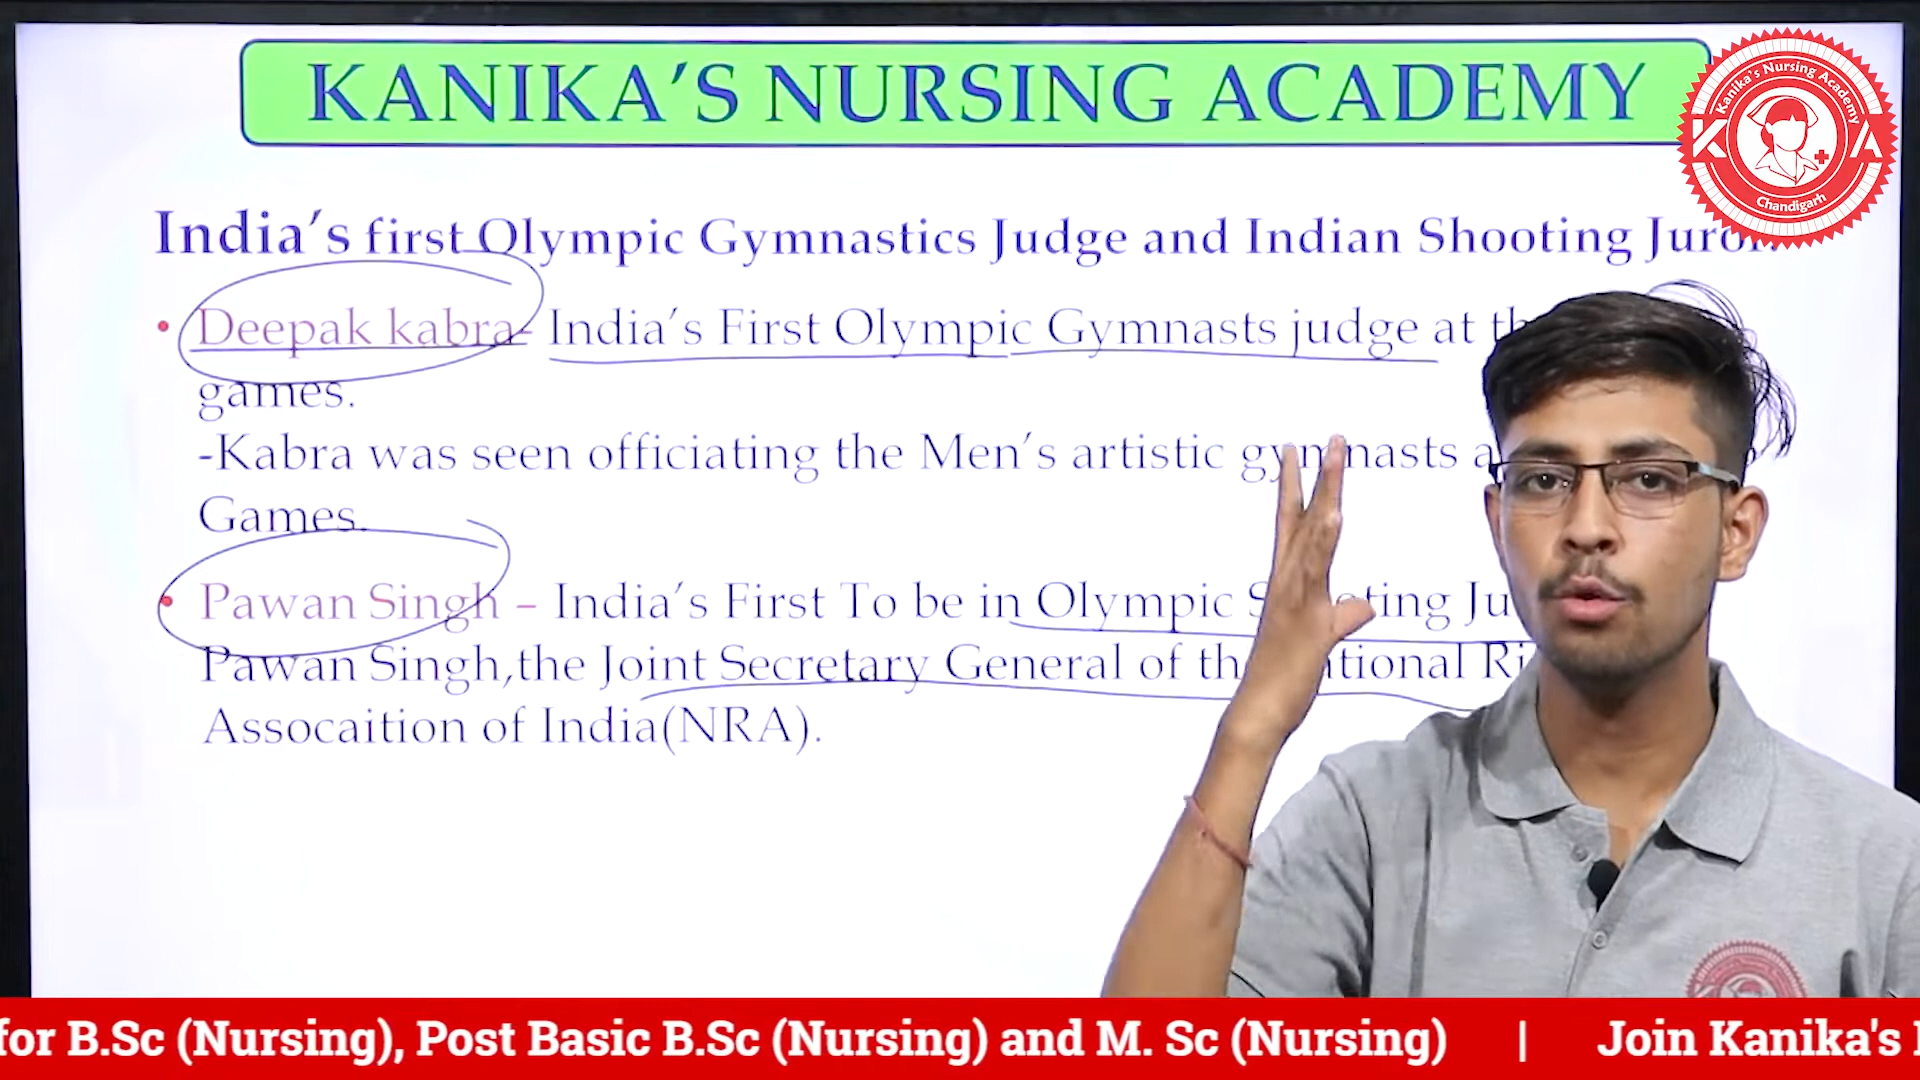 KANIKA'S NURSING ACADEMY
Kanika's Nursing Academy
K A
Chandigarh
India's first Olympic Gymnastics Judge and Indian Shooting
• Deepak kabra- India's First Olympic Gymnasts judge at
games.
-Kabra was seen officiating the Men's artistic gymnasts
Games.
• Pawan Singh – India's First To be in Olympic
Pawan Singh,the Joint Secretary General of
Assocaition of India(NRA).
for B.Sc (Nursing), Post Basic B.Sc (Nursing) and M. Sc (Nursing) | Join Kanika's